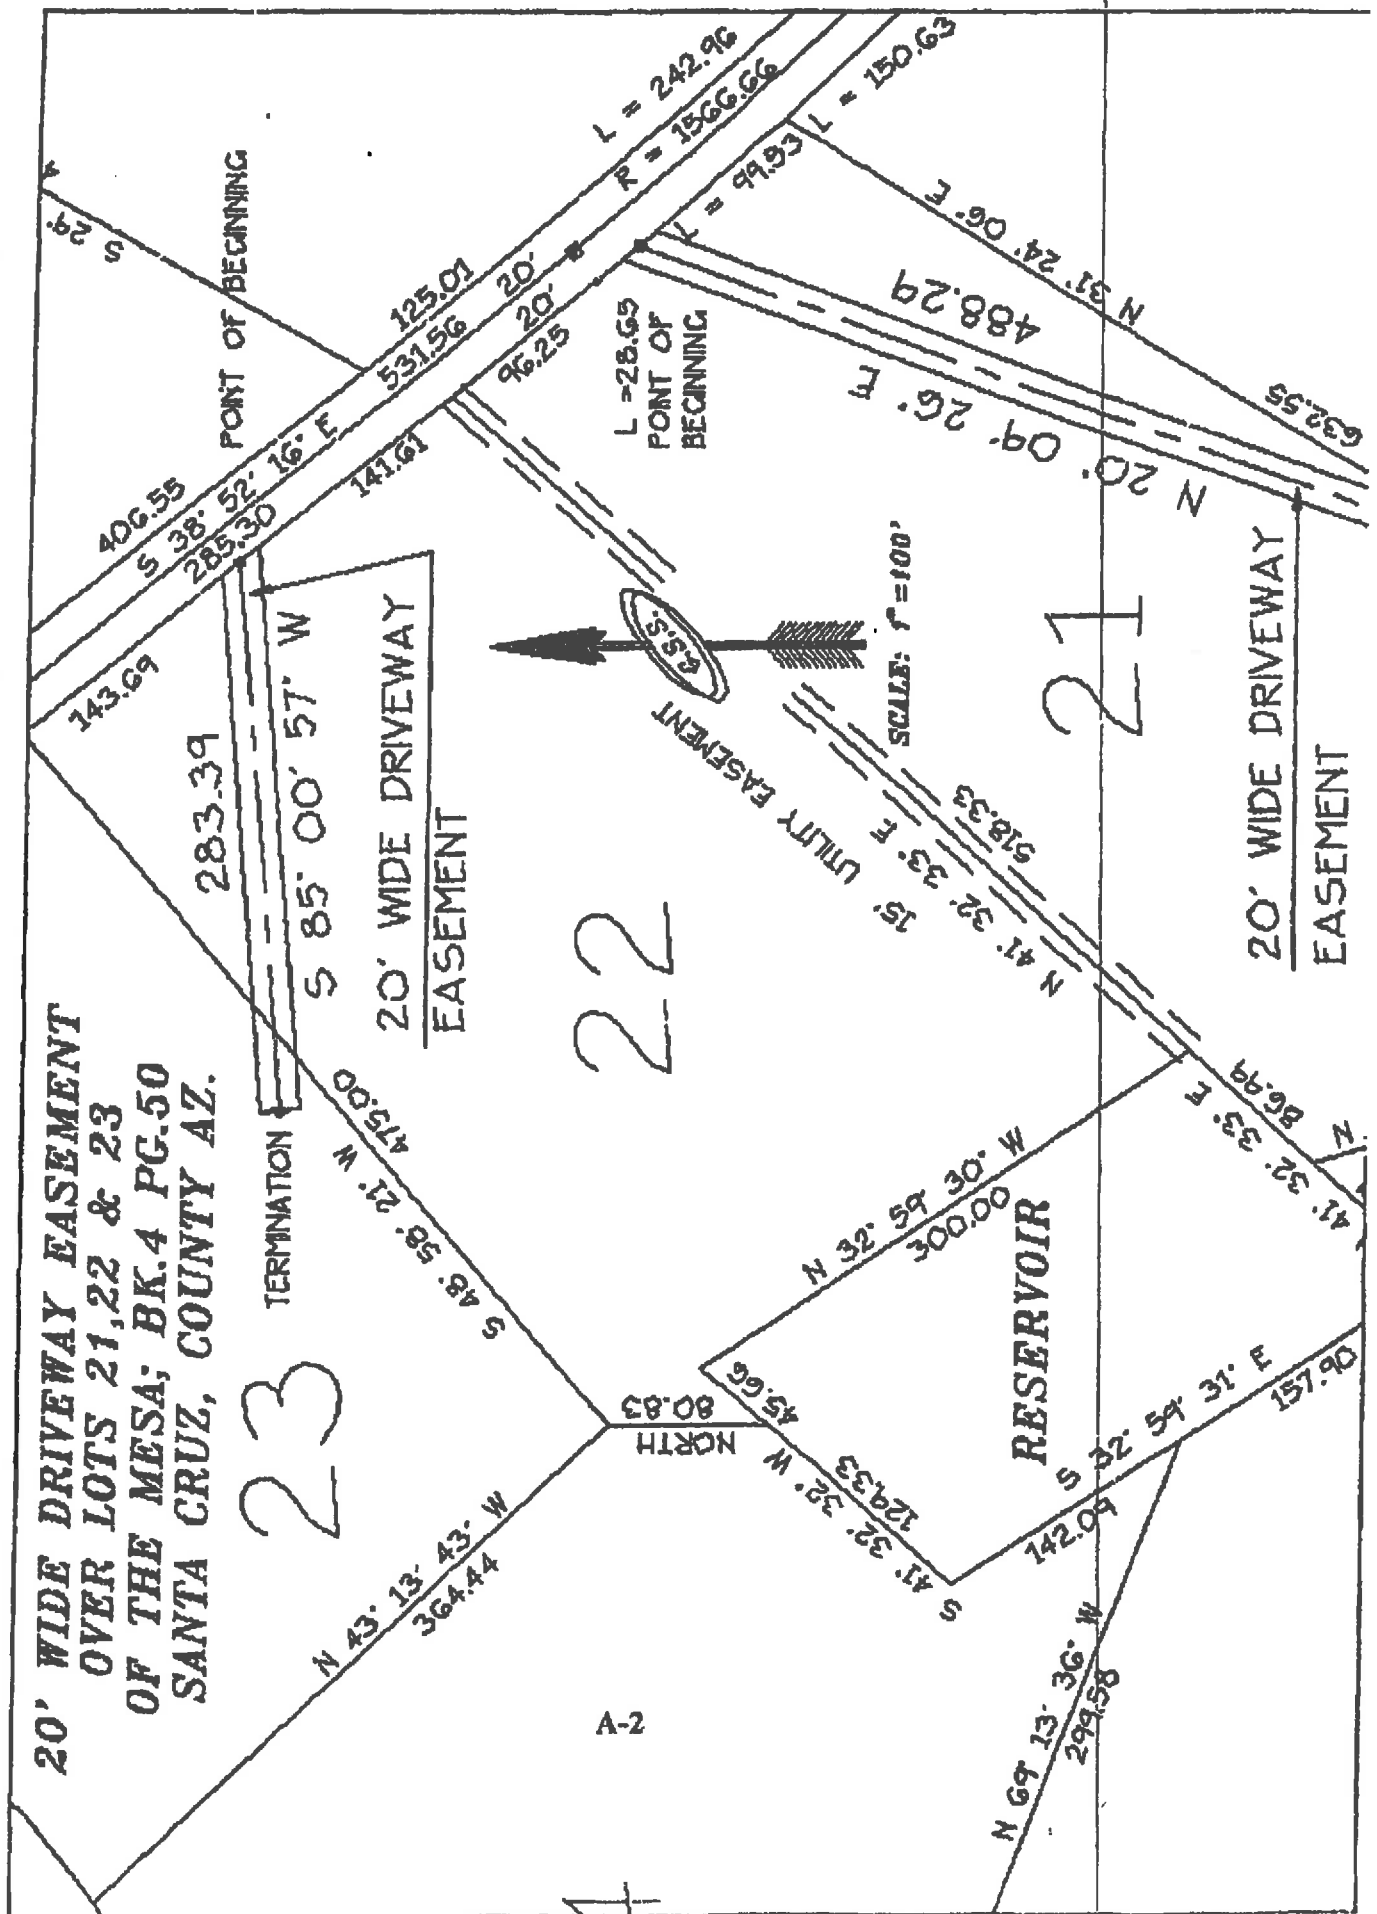 20' WIDE DRIVEWAY EASEMENT
OVER LOTS 21,22 & 23
OF THE MESA; BK.4 PG.50
SANTA CRUZ, COUNTY AZ.
23
TERMINATION
283.39
S 85° 00' 57" W
20' WIDE DRIVEWAY
EASEMENT
POINT OF BEGINNING
143.69
406.55
S 38° 52' 16" E
285.30
141.61
125.01
531.56
20'
20'
96.25
S 29°
L = 242.96
R = 1566.66
L = 99.93
L = 150.63
L =28.65
POINT OF
BEGINNING
488.29
N 20° 09' 26" E
N 31° 24' 06" E
632.55
S 48° 58' 21" W
475.00
22
15' UTILITY EASEMENT
N 41° 32' 33" E
518.33
SCALE: 1"=100'
21
20' WIDE DRIVEWAY
EASEMENT
N 43° 13' 43" W
364.44
NORTH
80.83
45.66
S 41° 32' 32" W
129.33
N 32° 59' 30" W
300.00
RESERVOIR
S 32° 59' 31" E
142.09
157.90
41° 32' 33" E
86.99
N
N 69° 13' 36" W
299.58
A-2